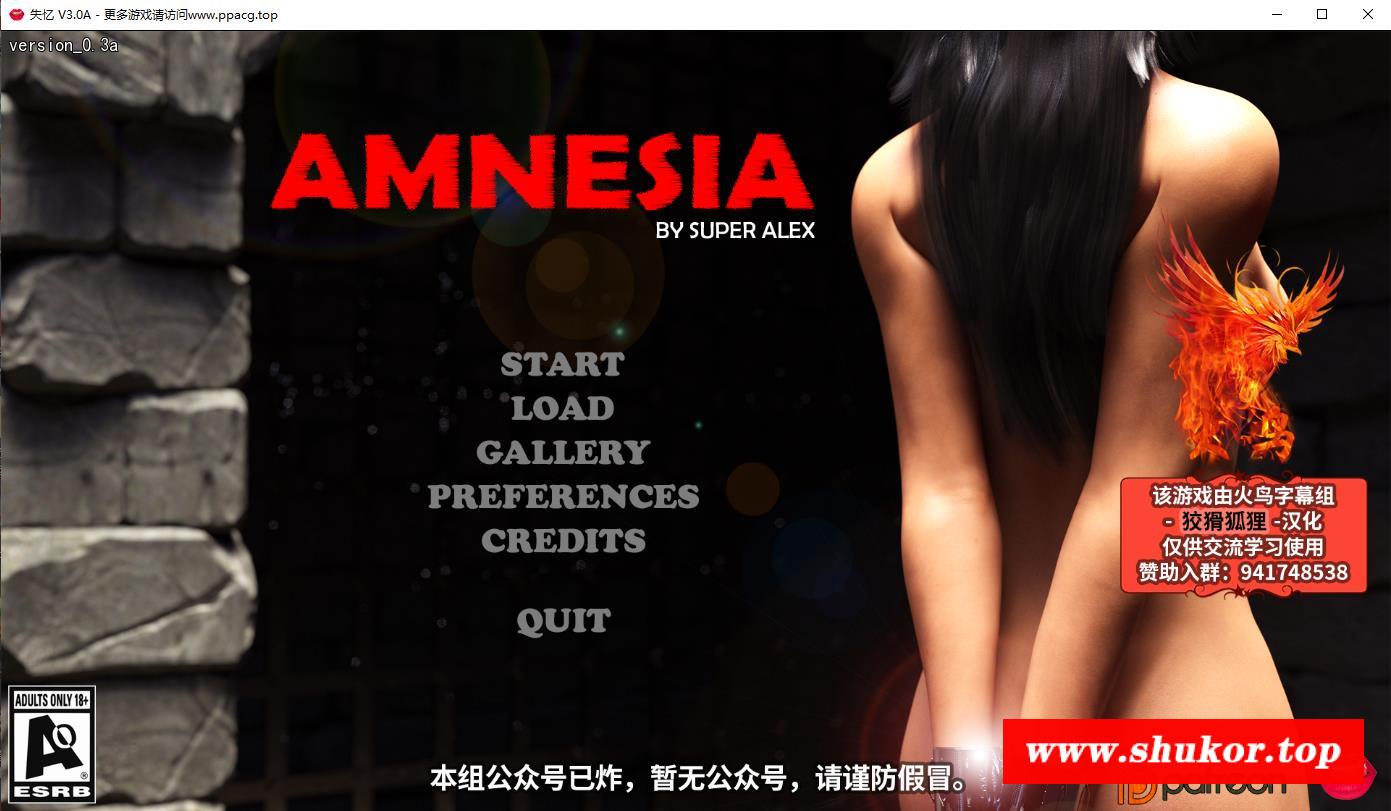 失忆 V3.0A - 更多游戏请访问www.ppacg.top
version_0.3a
AMNESIA
BY SUPER ALEX
START
LOAD
GALLERY
PREFERENCES
CREDITS
QUIT
该游戏由火鸟字幕组
- 狡猾狐狸 -汉化
仅供交流学习使用
赞助入群：941748538
ADULTS ONLY 18+
AO
®
ESRB
www.shukor.top
patreon
本组公众号已炸，暂无公众号，请谨防假冒。